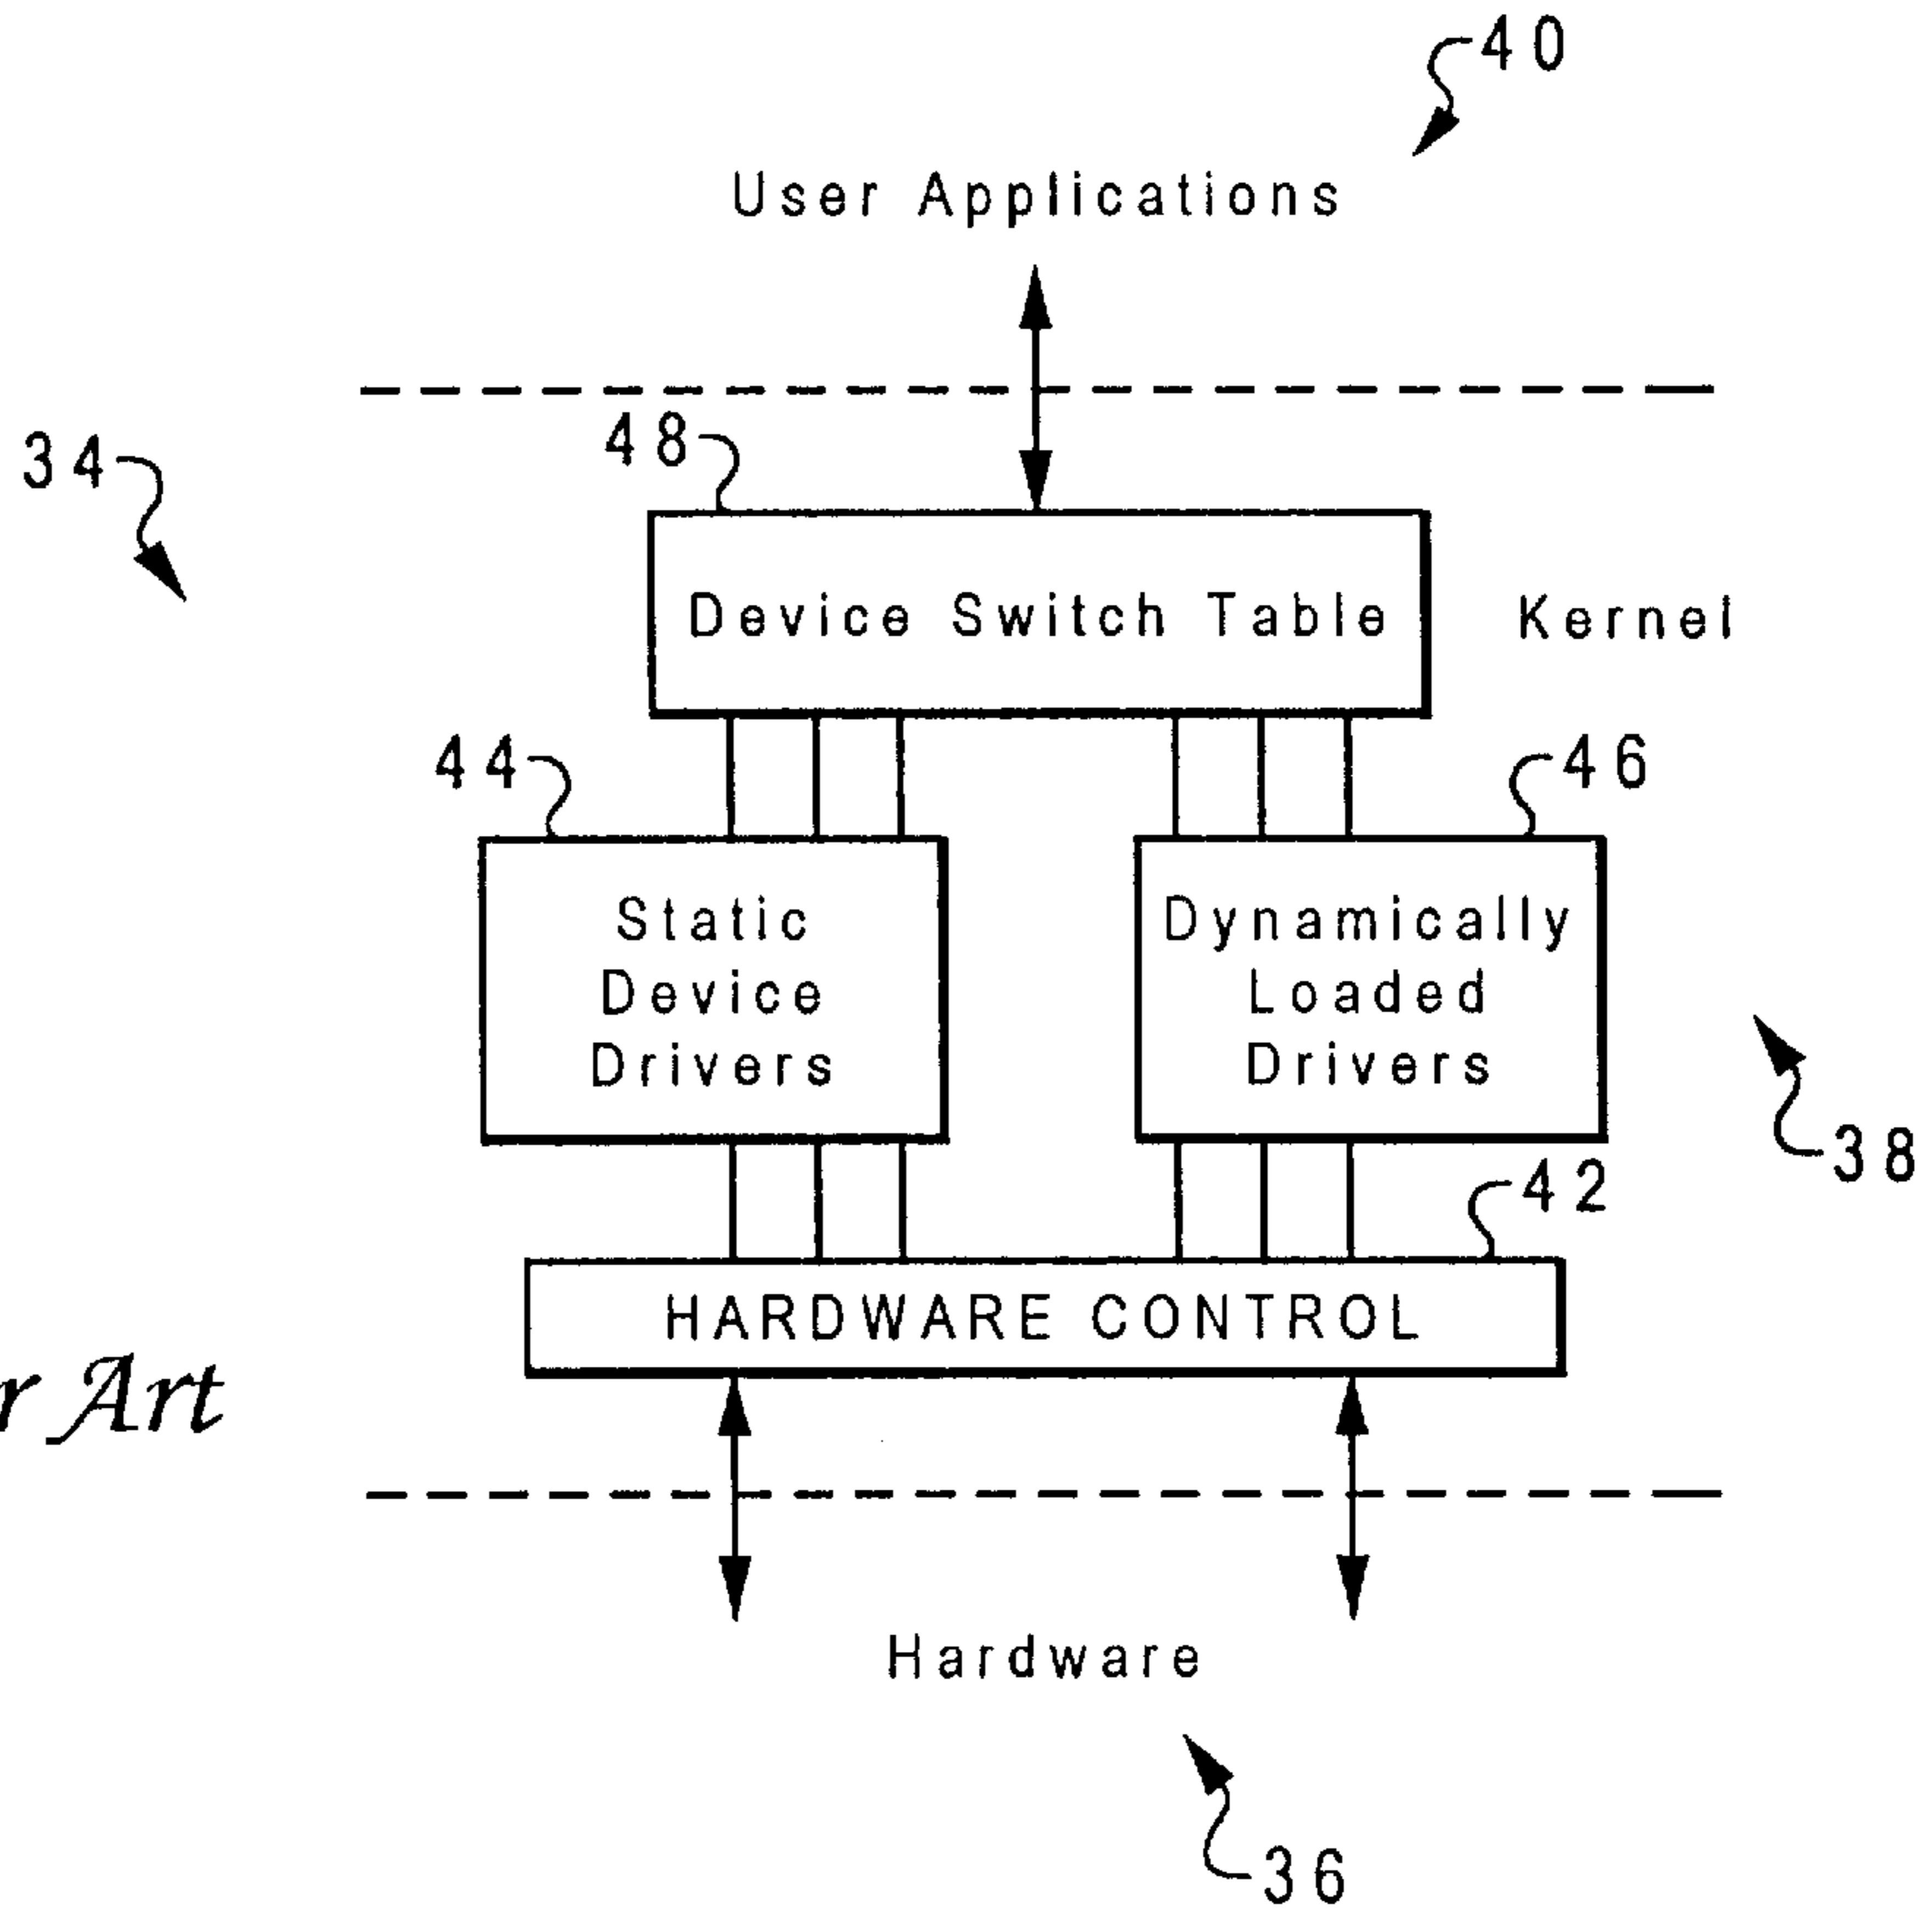 40
User Applications
48
34
Device Switch Table
Kernel
44
46
Static
Device
Drivers
Dynamically
Loaded
Drivers
38
42
HARDWARE CONTROL
Art
Hardware
36